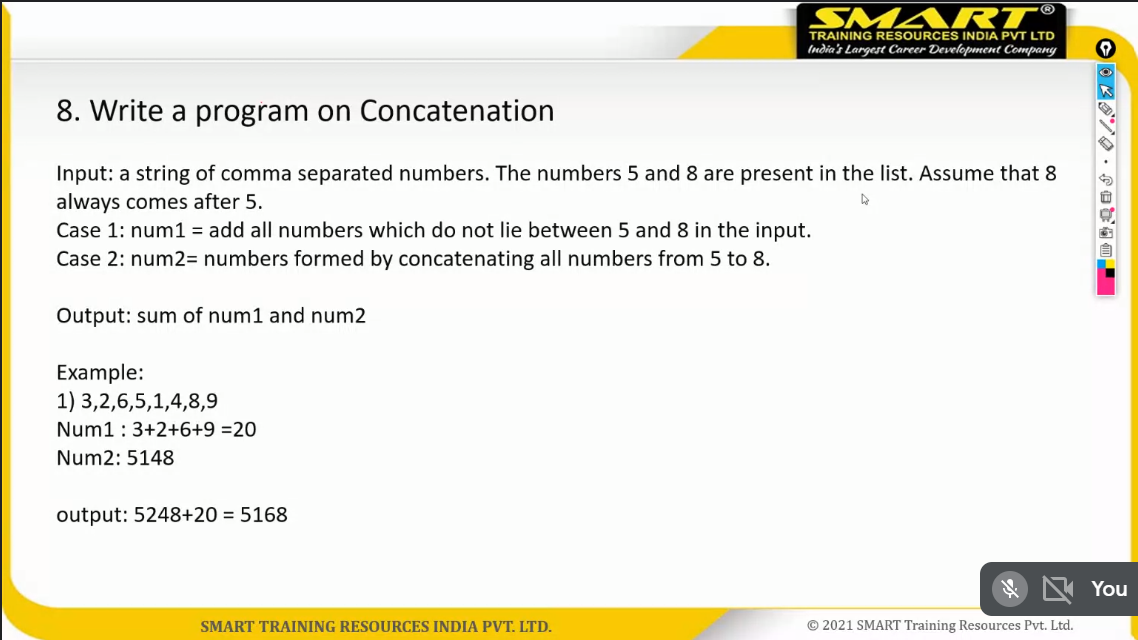 SMART®
TRAINING RESOURCES INDIA PVT LTD
India's Largest Career Development Company
8. Write a program on Concatenation
Input: a string of comma separated numbers. The numbers 5 and 8 are present in the list. Assume that 8
always comes after 5.
Case 1: num1 = add all numbers which do not lie between 5 and 8 in the input.
Case 2: num2= numbers formed by concatenating all numbers from 5 to 8.
Output: sum of num1 and num2
Example:
1) 3,2,6,5,1,4,8,9
Num1 : 3+2+6+9 =20
Num2: 5148
output: 5248+20 = 5168
You
SMART TRAINING RESOURCES INDIA PVT. LTD.
© 2021 SMART Training Resources Pvt. Ltd.